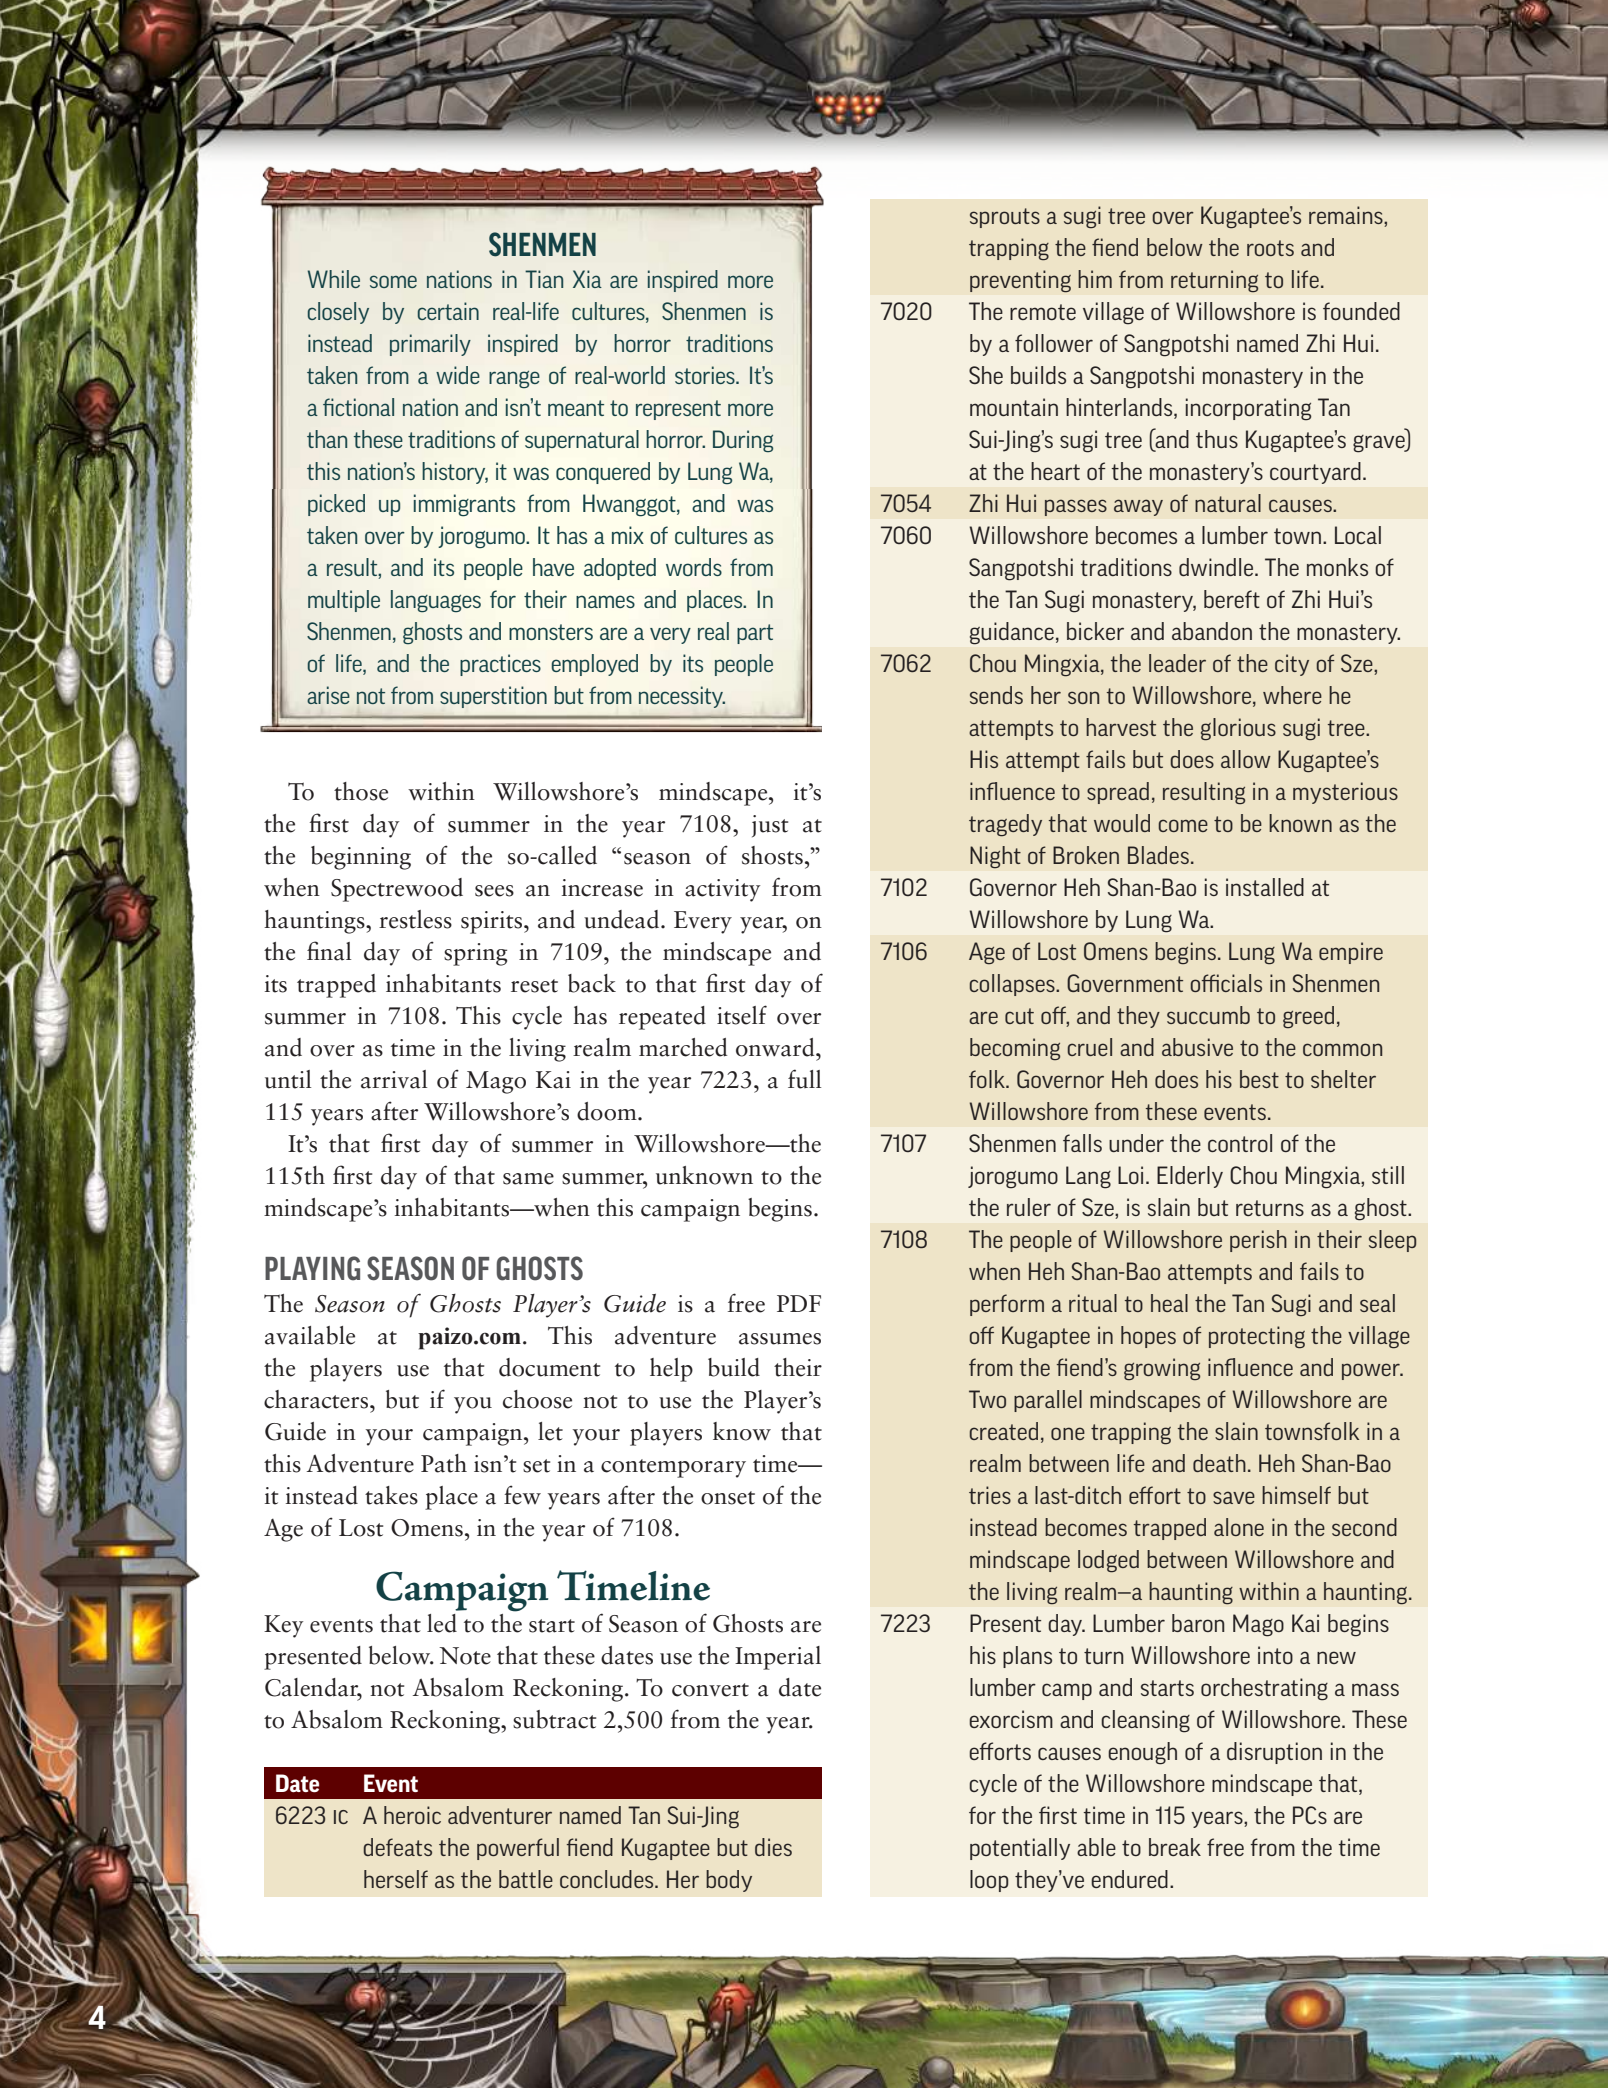 SHENMEN
While some nations in Tian Xia are inspired more
closely by certain real-life cultures, Shenmen is
instead primarily inspired by horror traditions
taken from a wide range of real-world stories. It's
a fictional nation and isn't meant to represent more
than these traditions of supernatural horror. During
this nation's history, it was conquered by Lung Wa,
picked up immigrants from Hwanggot, and was
taken over by jorogumo. It has a mix of cultures as
a result, and its people have adopted words from
multiple languages for their names and places. In
Shenmen, ghosts and monsters are a very real part
of life, and the practices employed by its people
arise not from superstition but from necessity.
To those within Willowshore's mindscape, it's
the first day of summer in the year 7108, just at
the beginning of the so-called “season of shosts,”
when Spectrewood sees an increase in activity from
hauntings, restless spirits, and undead. Every year, on
the final day of spring in 7109, the mindscape and
its trapped inhabitants reset back to that first day of
summer in 7108. This cycle has repeated itself over
and over as time in the living realm marched onward,
until the arrival of Mago Kai in the year 7223, a full
115 years after Willowshore's doom.
It's that first day of summer in Willowshore—the
115th first day of that same summer, unknown to the
mindscape's inhabitants—when this campaign begins.
PLAYING SEASON OF GHOSTS
The Season of Ghosts Player's Guide is a free PDF
available at paizo.com. This adventure assumes
the players use that document to help build their
characters, but if you choose not to use the Player's
Guide in your campaign, let your players know that
this Adventure Path isn't set in a contemporary time—
it instead takes place a few years after the onset of the
Age of Lost Omens, in the year of 7108.
Campaign Timeline
Key events that led to the start of Season of Ghosts are
presented below. Note that these dates use the Imperial
Calendar, not Absalom Reckoning. To convert a date
to Absalom Reckoning, subtract 2,500 from the year.
Date Event
6223 IC A heroic adventurer named Tan Sui-Jing
defeats the powerful fiend Kugaptee but dies
herself as the battle concludes. Her body
sprouts a sugi tree over Kugaptee's remains,
trapping the fiend below the roots and
preventing him from returning to life.
7020 The remote village of Willowshore is founded
by a follower of Sangpotshi named Zhi Hui.
She builds a Sangpotshi monastery in the
mountain hinterlands, incorporating Tan
Sui-Jing's sugi tree (and thus Kugaptee's grave)
at the heart of the monastery's courtyard.
7054 Zhi Hui passes away of natural causes.
7060 Willowshore becomes a lumber town. Local
Sangpotshi traditions dwindle. The monks of
the Tan Sugi monastery, bereft of Zhi Hui's
guidance, bicker and abandon the monastery.
7062 Chou Mingxia, the leader of the city of Sze,
sends her son to Willowshore, where he
attempts to harvest the glorious sugi tree.
His attempt fails but does allow Kugaptee's
influence to spread, resulting in a mysterious
tragedy that would come to be known as the
Night of Broken Blades.
7102 Governor Heh Shan-Bao is installed at
Willowshore by Lung Wa.
7106 Age of Lost Omens begins. Lung Wa empire
collapses. Government officials in Shenmen
are cut off, and they succumb to greed,
becoming cruel and abusive to the common
folk. Governor Heh does his best to shelter
Willowshore from these events.
7107 Shenmen falls under the control of the
jorogumo Lang Loi. Elderly Chou Mingxia, still
the ruler of Sze, is slain but returns as a ghost.
7108 The people of Willowshore perish in their sleep
when Heh Shan-Bao attempts and fails to
perform a ritual to heal the Tan Sugi and seal
off Kugaptee in hopes of protecting the village
from the fiend's growing influence and power.
Two parallel mindscapes of Willowshore are
created, one trapping the slain townsfolk in a
realm between life and death. Heh Shan-Bao
tries a last-ditch effort to save himself but
instead becomes trapped alone in the second
mindscape lodged between Willowshore and
the living realm—a haunting within a haunting.
7223 Present day. Lumber baron Mago Kai begins
his plans to turn Willowshore into a new
lumber camp and starts orchestrating a mass
exorcism and cleansing of Willowshore. These
efforts causes enough of a disruption in the
cycle of the Willowshore mindscape that,
for the first time in 115 years, the PCs are
potentially able to break free from the time
loop they've endured.
4